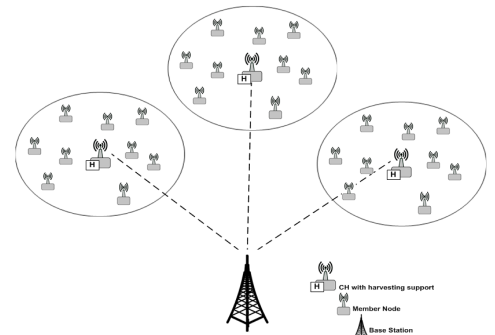 H
H
H
H CH with harvesting support
Member Node
Base Station